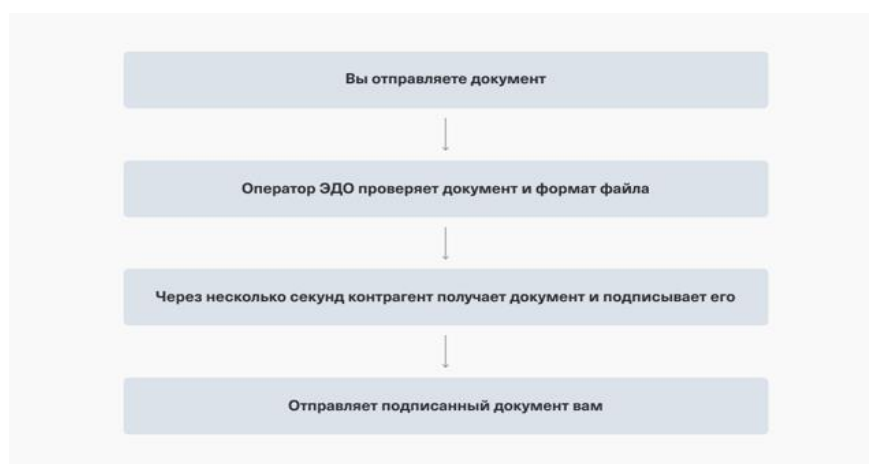 Вы отправляете документ
Оператор ЭДО проверяет документ и формат файла
Через несколько секунд контрагент получает документ и подписывает его
Отправляет подписанный документ вам